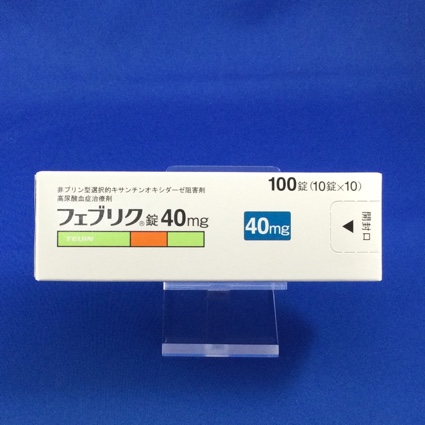 非プリン型選択的キサンチンオキシダーゼ阻害剤
高尿酸血症治療剤
フェブリク®錠40mg
TEIJIN
100錠(10錠×10)
40mg
開封口